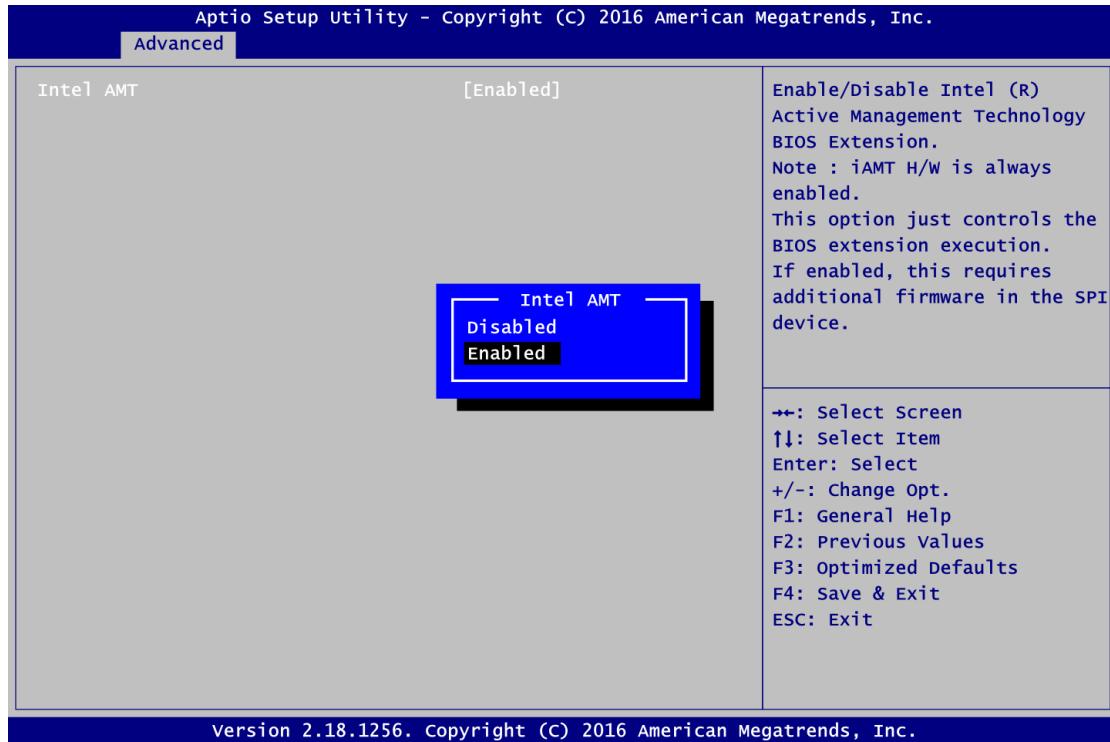 Aptio Setup Utility - Copyright (C) 2016 American Megatrends, Inc.
Advanced
Intel AMT [Enabled]
Intel AMT
Disabled
Enabled
Enable/Disable Intel (R)
Active Management Technology
BIOS Extension.
Note : iAMT H/W is always
enabled.
This option just controls the
BIOS extension execution.
If enabled, this requires
additional firmware in the SPI
device.
→←: Select Screen
↑↓: Select Item
Enter: Select
+/-: Change Opt.
F1: General Help
F2: Previous Values
F3: Optimized Defaults
F4: Save & Exit
ESC: Exit
Version 2.18.1256. Copyright (C) 2016 American Megatrends, Inc.